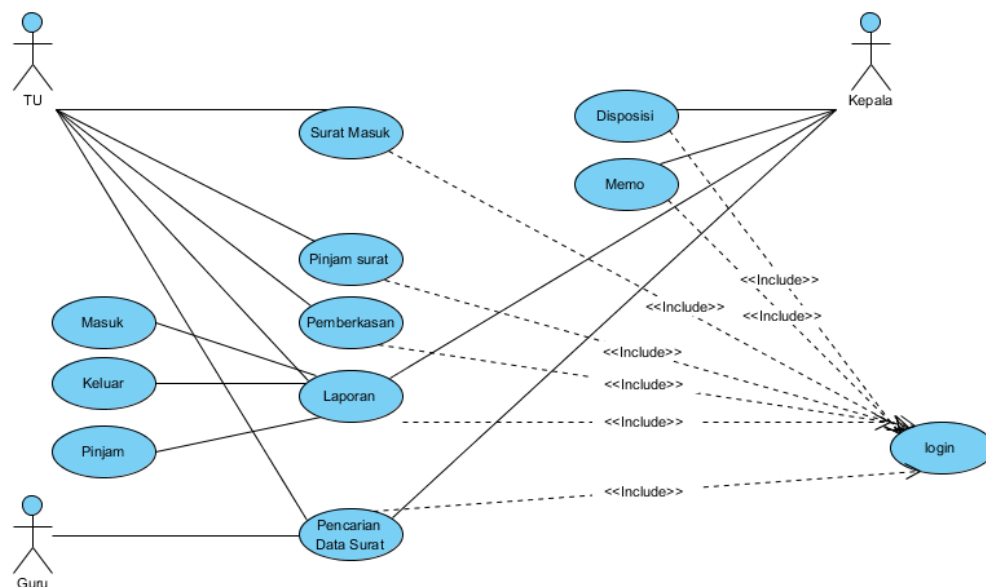 TU
Kepala
Surat Masuk
Disposisi
Memo
Pinjam surat
<<Include>>
<<Include>>
<<Include>>
Masuk
Pemberkasan
<<Include>>
Keluar
Laporan
<<Include>>
<<Include>>
Pinjam
login
<<Include>>
Pencarian
Data Surat
Guru